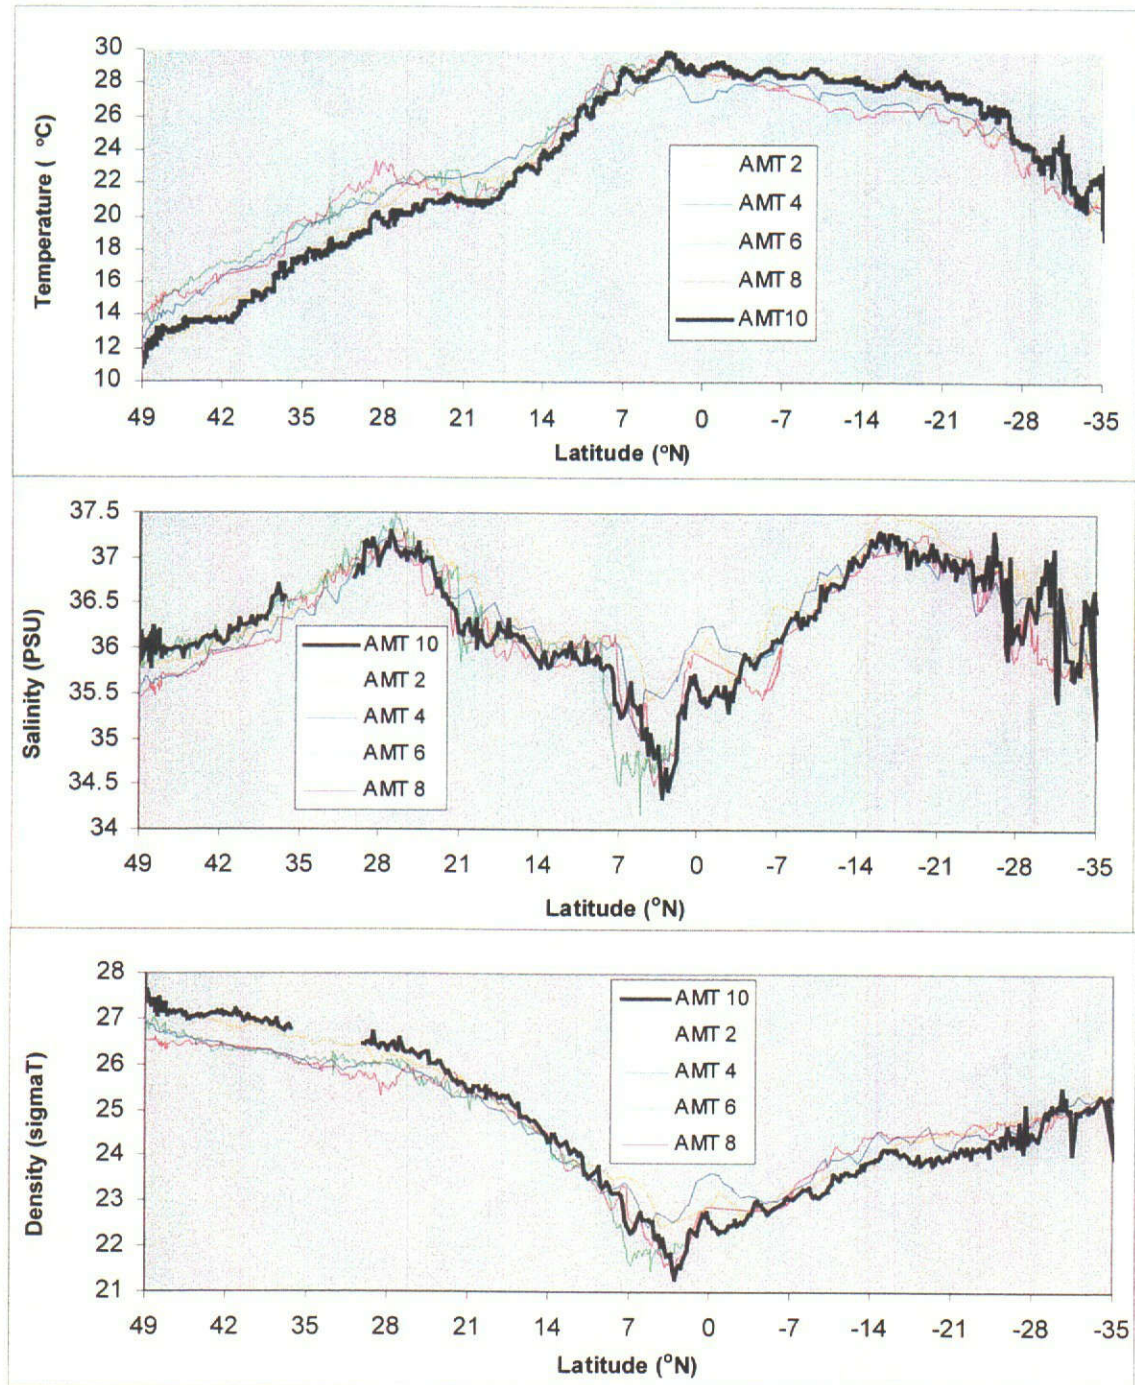 30
28
26
24
22
20
18
16
14
12
10
Temperature ( °C)
AMT 2
AMT 4
AMT 6
AMT 8
AMT10
49 42 35 28 21 14 7 0 -7 -14 -21 -28 -35
Latitude (°N)
37.5
37
36.5
36
35.5
35
34.5
34
Salinity (PSU)
AMT 10
AMT 2
AMT 4
AMT 6
AMT 8
49 42 35 28 21 14 7 0 -7 -14 -21 -28 -35
Latitude (°N)
28
27
26
25
24
23
22
21
Density (sigmaT)
AMT 10
AMT 2
AMT 4
AMT 6
AMT 8
49 42 35 28 21 14 7 0 -7 -14 -21 -28 -35
Latitude (°N)